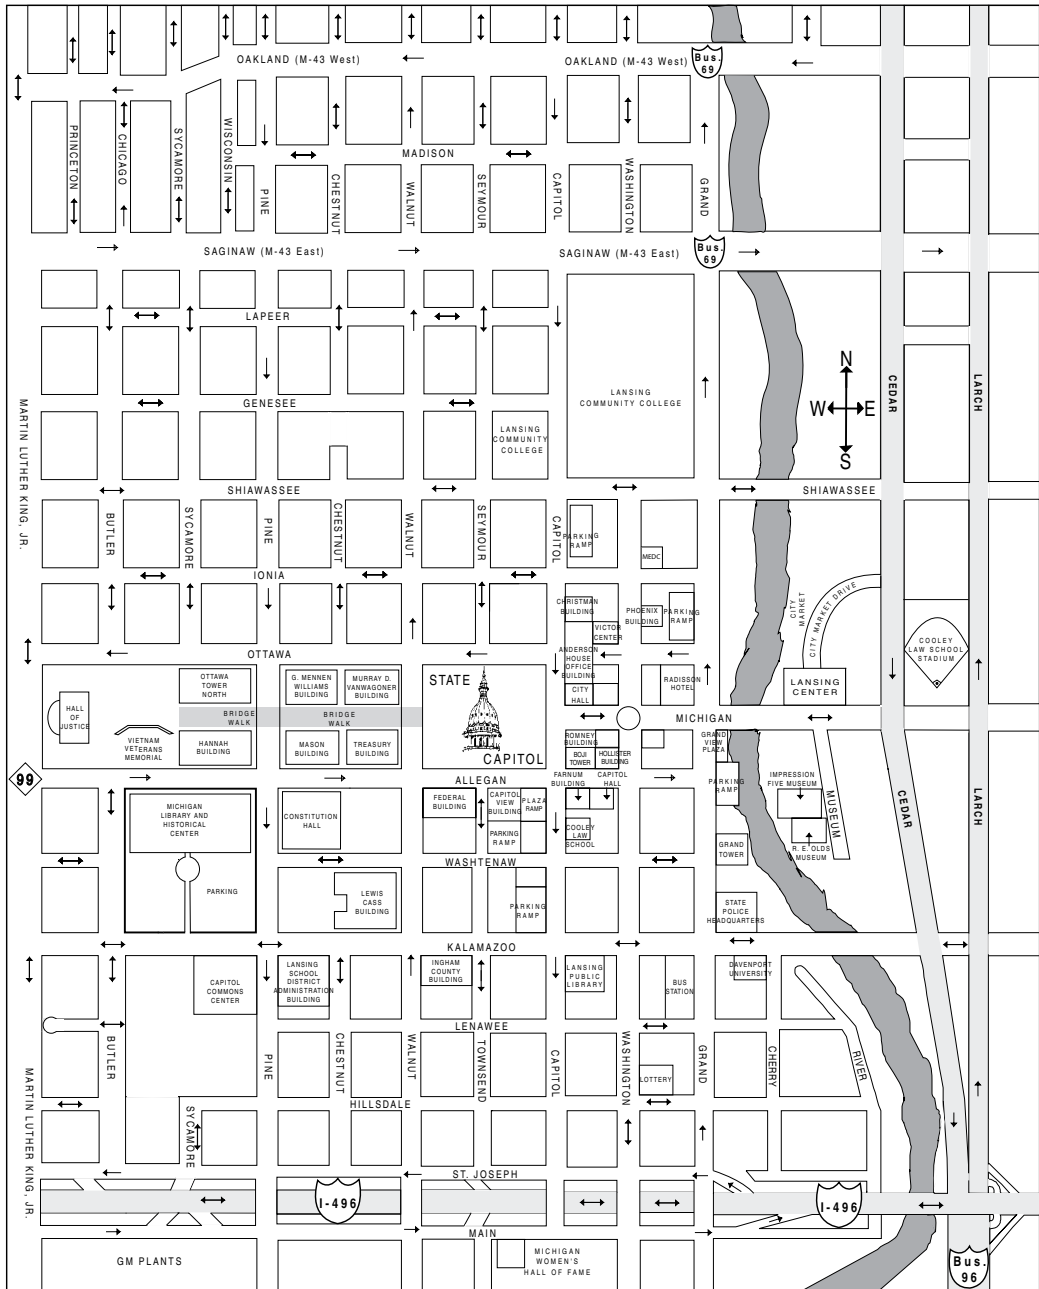 OAKLAND (M-43 West)
OAKLAND (M-43 West)
Bus.
69
PRINCETON
CHICAGO
SYCAMORE
WISCONSIN
PINE
CHESTNUT
MADISON
WALNUT
SEYMOUR
CAPITOL
WASHINGTON
GRAND
SAGINAW (M-43 East)
SAGINAW (M-43 East)
Bus.
69
LAPEER
GENESEE
LANSING
COMMUNITY COLLEGE
LANSING
COMMUNITY
COLLEGE
N
W
E
S
CEDAR
LARCH
MARTIN LUTHER KING, JR.
SHIAWASSEE
SHIAWASSEE
BUTLER
SYCAMORE
PINE
CHESTNUT
WALNUT
SEYMOUR
CAPITOL
PARKING
RAMP
MEDC
IONIA
CHRISTMAN
BUILDING
VICTOR
CENTER
PHOENIX
BUILDING
PARKING
RAMP
CITY
MARKET
CITY MARKET DRIVE
COOLEY
LAW SCHOOL
STADIUM
OTTAWA
ANDERSON
HOUSE
OFFICE
BUILDING
CITY
HALL
RADISSON
HOTEL
LANSING
CENTER
OTTAWA
TOWER
NORTH
G. MENNEN
WILLIAMS
BUILDING
MURRAY D.
VANWAGONER
BUILDING
STATE
CAPITOL
HALL
OF
JUSTICE
BRIDGE
WALK
BRIDGE
WALK
MICHIGAN
VIETNAM
VETERANS
MEMORIAL
HANNAH
BUILDING
MASON
BUILDING
TREASURY
BUILDING
ROMNEY
BUILDING
BOJI
TOWER
HOLLISTER
BUILDING
GRAND
VIEW
PLAZA
99
ALLEGAN
FARNUM
BUILDING
CAPITOL
HALL
PARKING
RAMP
IMPRESSION
FIVE MUSEUM
MUSEUM
CEDAR
LARCH
MICHIGAN
LIBRARY AND
HISTORICAL
CENTER
CONSTITUTION
HALL
FEDERAL
BUILDING
CAPITOL
VIEW
BUILDING
PLAZA
RAMP
PARKING
RAMP
COOLEY
LAW
SCHOOL
GRAND
TOWER
R. E. OLDS
MUSEUM
WASHTENAW
PARKING
LEWIS
CASS
BUILDING
PARKING
RAMP
STATE
POLICE
HEADQUARTERS
KALAMAZOO
CAPITOL
COMMONS
CENTER
LANSING
SCHOOL
DISTRICT
ADMINISTRATION
BUILDING
INGHAM
COUNTY
BUILDING
LANSING
PUBLIC
LIBRARY
BUS
STATION
DAVENPORT
UNIVERSITY
LENAWEE
BUTLER
PINE
CHESTNUT
WALNUT
TOWNSEND
CAPITOL
WASHINGTON
LOTTERY
GRAND
CHERRY
RIVER
MARTIN LUTHER KING, JR.
HILLSDALE
SYCAMORE
ST. JOSEPH
I-496
I-496
MAIN
GM PLANTS
MICHIGAN
WOMEN'S
HALL OF FAME
Bus.
96